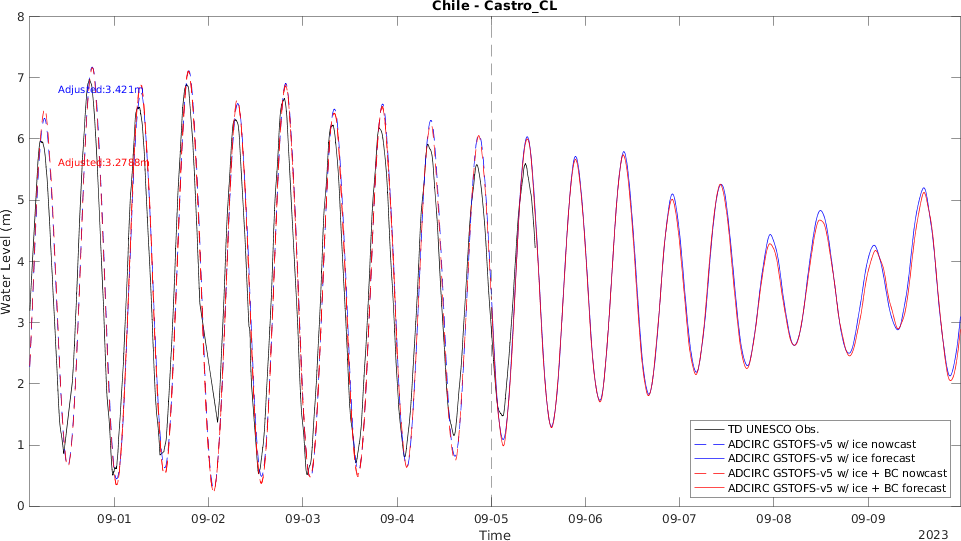 Chile - Castro_CL
8
7
6
5
4
3
2
1
0
Water Level (m)
Adjusted:3.421m
Adjusted:3.2788m
TD UNESCO Obs.
ADCIRC GSTOFS-v5 w/ ice nowcast
ADCIRC GSTOFS-v5 w/ ice forecast
ADCIRC GSTOFS-v5 w/ ice + BC nowcast
ADCIRC GSTOFS-v5 w/ ice + BC forecast
09-01 09-02 09-03 09-04 09-05 09-06 09-07 09-08 09-09
Time
2023